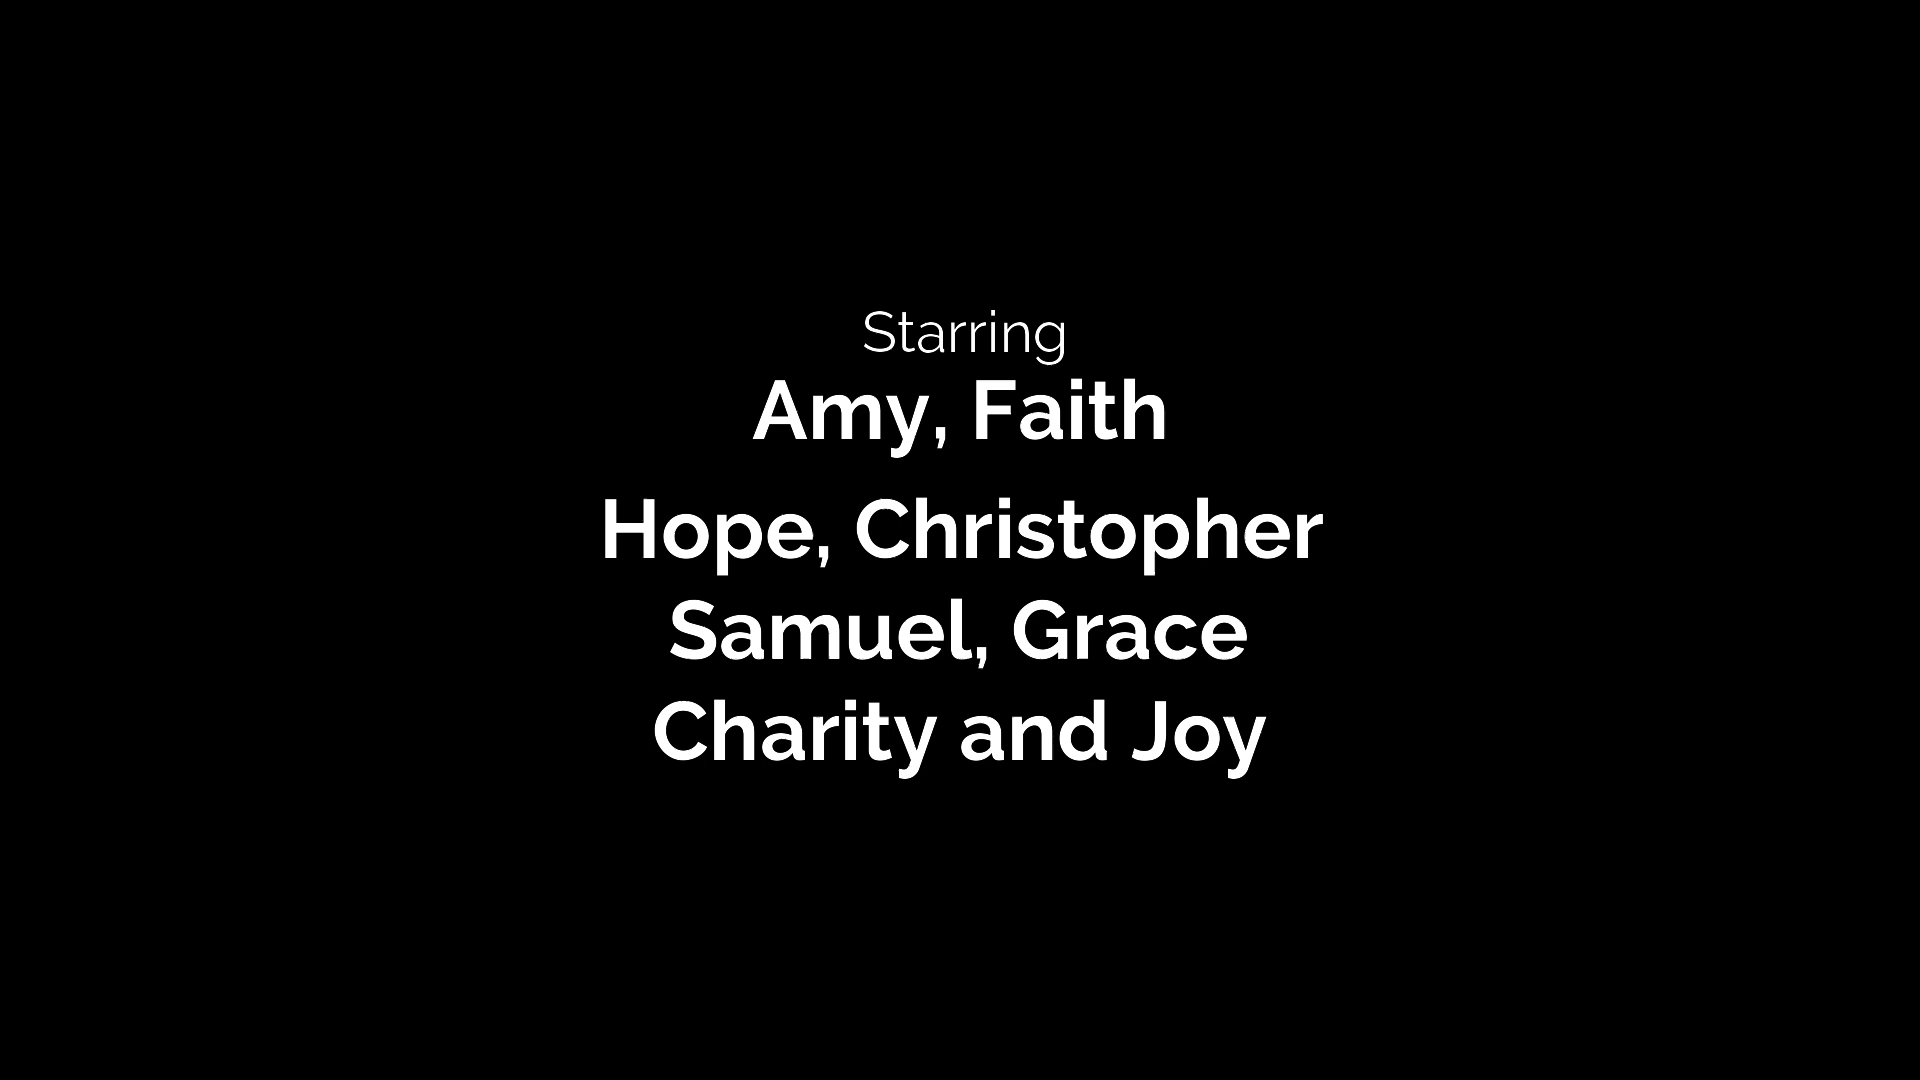 Starring
Amy, Faith
Hope, Christopher
Samuel, Grace
Charity and Joy